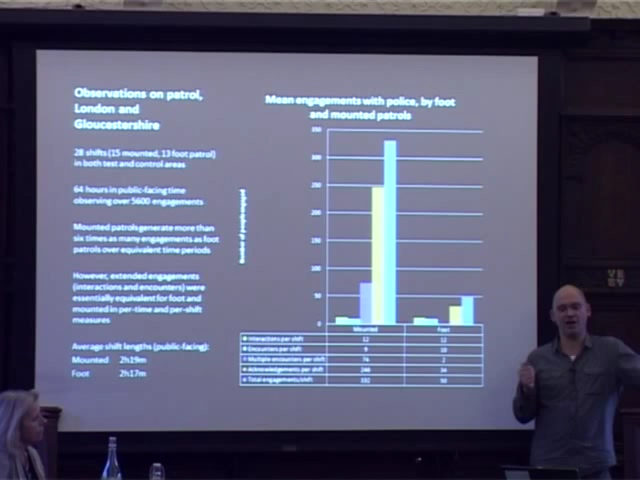 Observations on patrol,
London and
Gloucestershire
28 shifts (15 mounted, 13 foot patrol)
in both test and control areas
64 hours in public-facing time
observing over 5600 engagements
Mounted patrols generate more than
six times as many engagements as foot
patrols over equivalent time periods
However, extended engagements
(interactions and encounters) were
essentially equivalent for foot and
mounted in per-time and per-shift
measures
Average shift lengths (public-facing):
Mounted 2h19m
Foot 2h17m
Mean engagements with police, by foot
and mounted patrols
350
300
250
200
150
100
50
0
Mounted Foot
Interactions per shift 12 12
Encounters per shift 9 10
Multiple encounters per shift 74 2
Acknowledgements per shift 246 34
Total engagements/shift 332 50